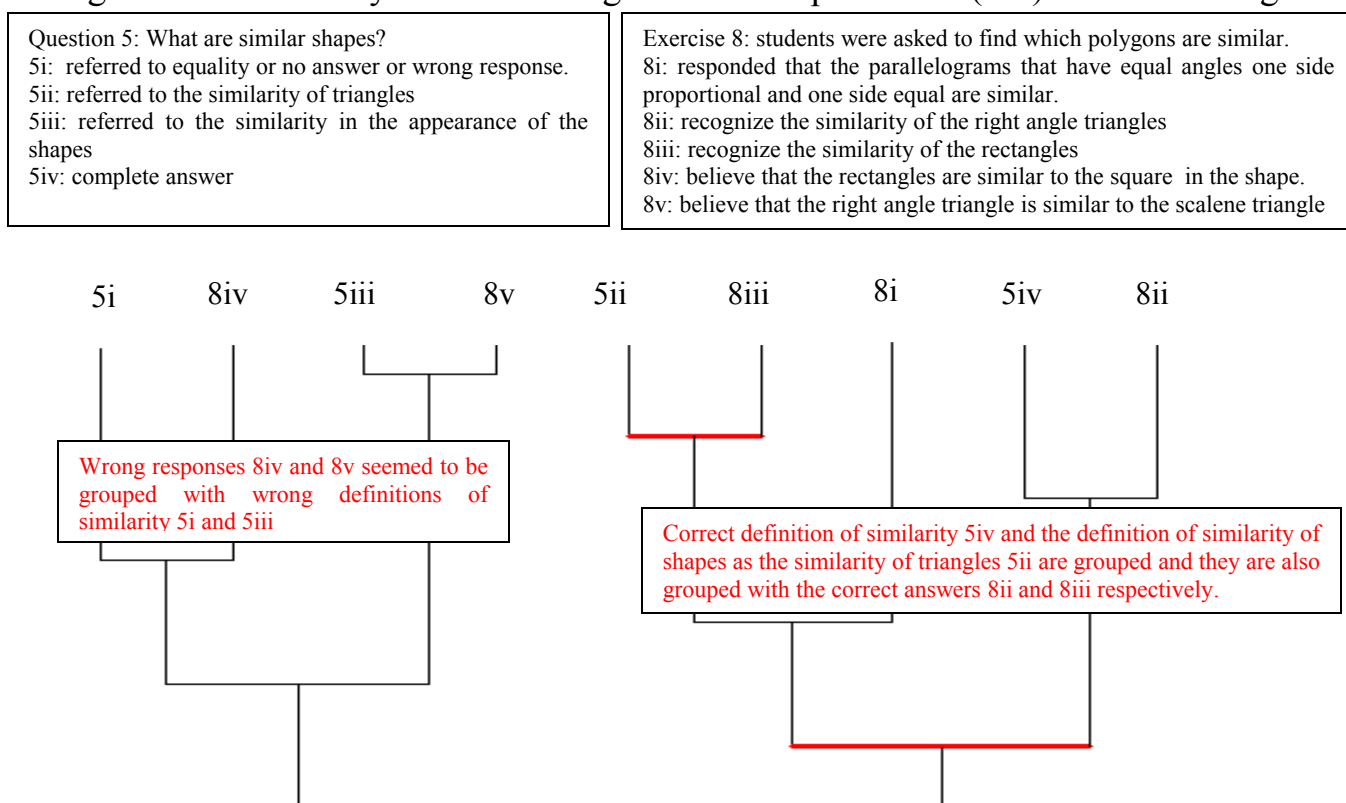 Question 5: What are similar shapes?
5i: referred to equality or no answer or wrong response.
5ii: referred to the similarity of triangles
5iii: referred to the similarity in the appearance of the
shapes
5iv: complete answer
Exercise 8: students were asked to find which polygons are similar.
8i: responded that the parallelograms that have equal angles one side
proportional and one side equal are similar.
8ii: recognize the similarity of the right angle triangles
8iii: recognize the similarity of the rectangles
8iv: believe that the rectangles are similar to the square in the shape.
8v: believe that the right angle triangle is similar to the scalene triangle
5i 8iv 5iii 8v 5ii 8iii 8i 5iv 8ii
Wrong responses 8iv and 8v seemed to be
grouped with wrong definitions of
similarity 5i and 5iii
Correct definition of similarity 5iv and the definition of similarity of
shapes as the similarity of triangles 5ii are grouped and they are also
grouped with the correct answers 8ii and 8iii respectively.